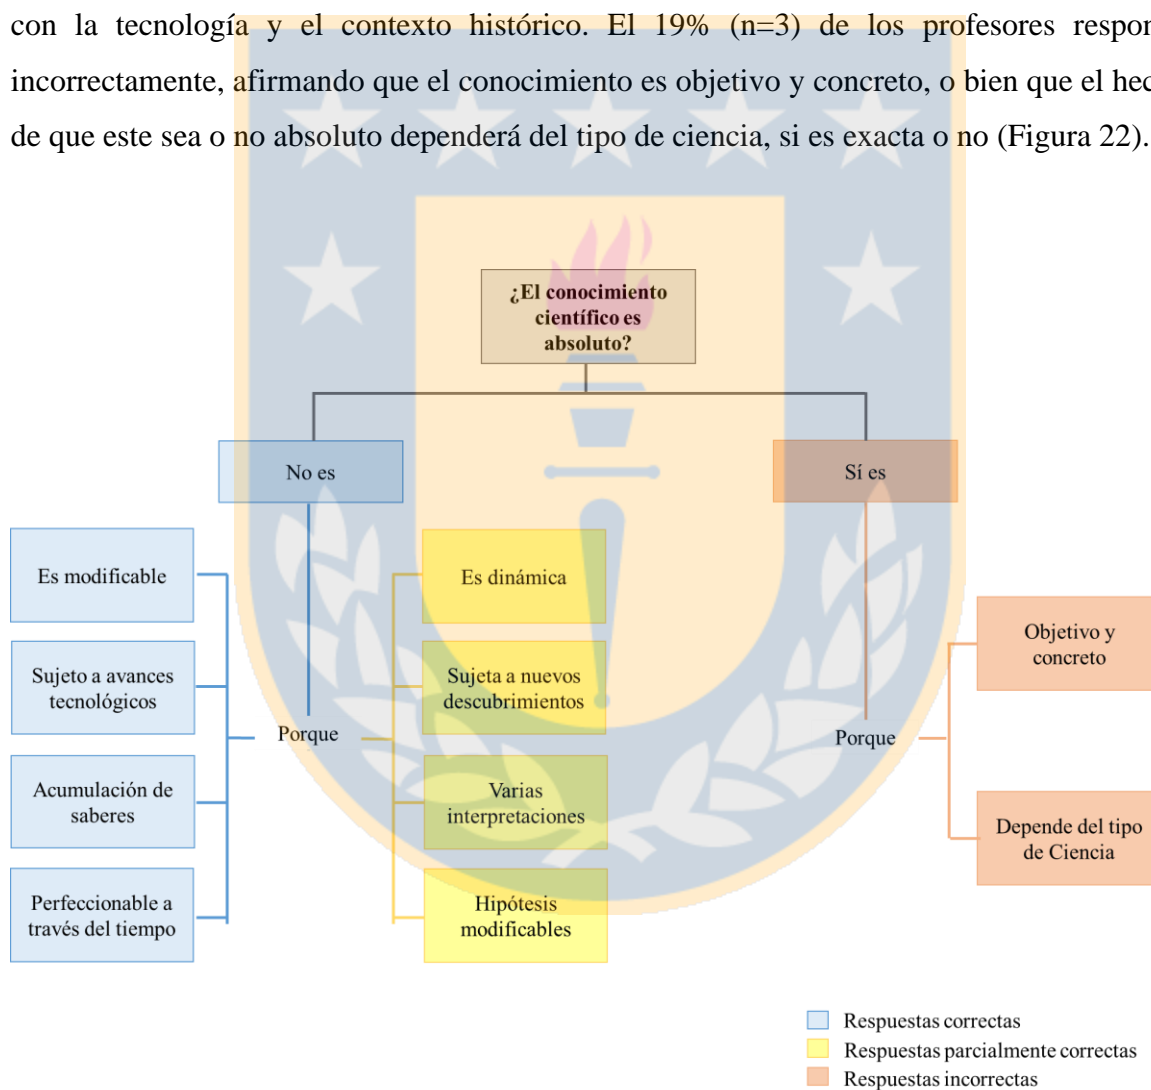 con la tecnología y el contexto histórico. El 19% (n=3) de los profesores
incorrectamente, afirmando que el conocimiento es objetivo y concreto, o bien que el
de que este sea o no absoluto dependerá del tipo de ciencia, si es exacta o no (Figura 22).
¿El conocimiento
científico es
absoluto?
No es
Sí es
Es modificable
Sujeto a avances
tecnológicos
Acumulación de
saberes
Perfeccionable a
través del tiempo
Porque
Es dinámica
Sujeta a nuevos
descubrimientos
Varias
interpretaciones
Hipótesis
modificables
Porque
Objetivo y
concreto
Depende del tipo
de Ciencia
Respuestas correctas
Respuestas parcialmente correctas
Respuestas incorrectas